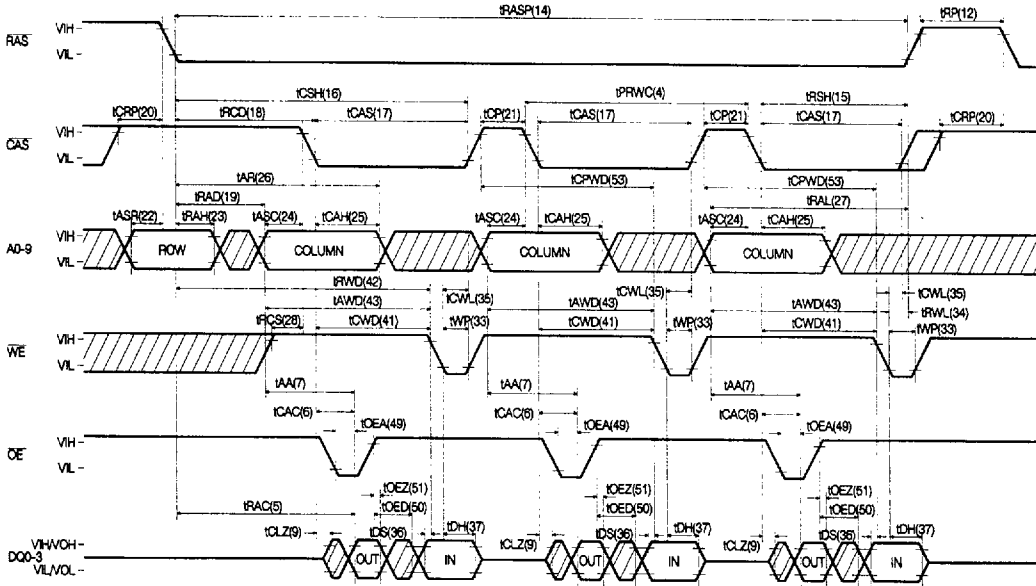 tRASP(14) tRP(12)
RAS VIH VIL
tCSH(16) tPRWC(4) tRSH(15)
tCRP(20) tRCD(18) tCAS(17) tCP(21) tCAS(17) tCP(21) tCAS(17) tCRP(20)
CAS VIH VIL
tAR(26) tCPWD(53) tCPWD(53)
tRAD(19) tRAL(27)
tASR(22) tRAH(23) tASC(24) tCAH(25) tASC(24) tCAH(25) tASC(24) tCAH(25)
A0-9 VIH VIL ROW COLUMN COLUMN COLUMN
tRWD(42) tCWL(35) tCWL(35) tCWL(35)
tAWD(43) tAWD(43) tAWD(43) tRWL(34)
tRCS(28) tCWD(41) tWP(33) tCWD(41) tWP(33) tCWD(41) tWP(33)
WE VIH VIL
tAA(7) tAA(7) tAA(7)
tCAC(6) tCAC(6) tCAC(6)
tOEA(49) tOEA(49) tOEA(49)
OE VIH VIL
tOEZ(51) tOEZ(51) tOEZ(51)
tRAC(5) tOED(50) tOED(50) tOED(50)
tCLZ(9) tDS(36) tDH(37) tCLZ(9) tDS(36) tDH(37) tCLZ(9) tDS(36) tDH(37)
DQ0-3 VIH/VOH VIL/VOL OUT IN OUT IN OUT IN